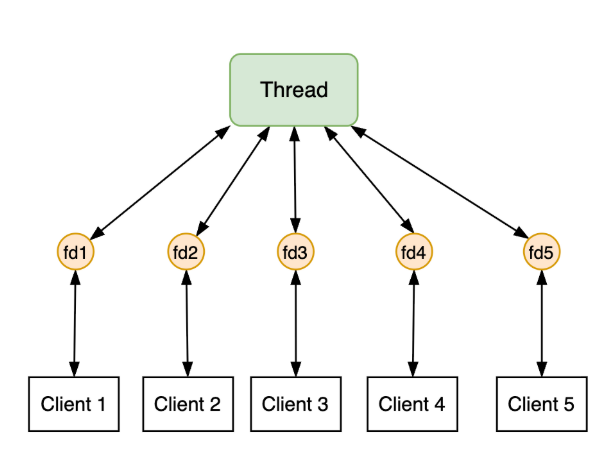 Thread
fd1
fd2
fd3
fd4
fd5
Client 1
Client 2
Client 3
Client 4
Client 5